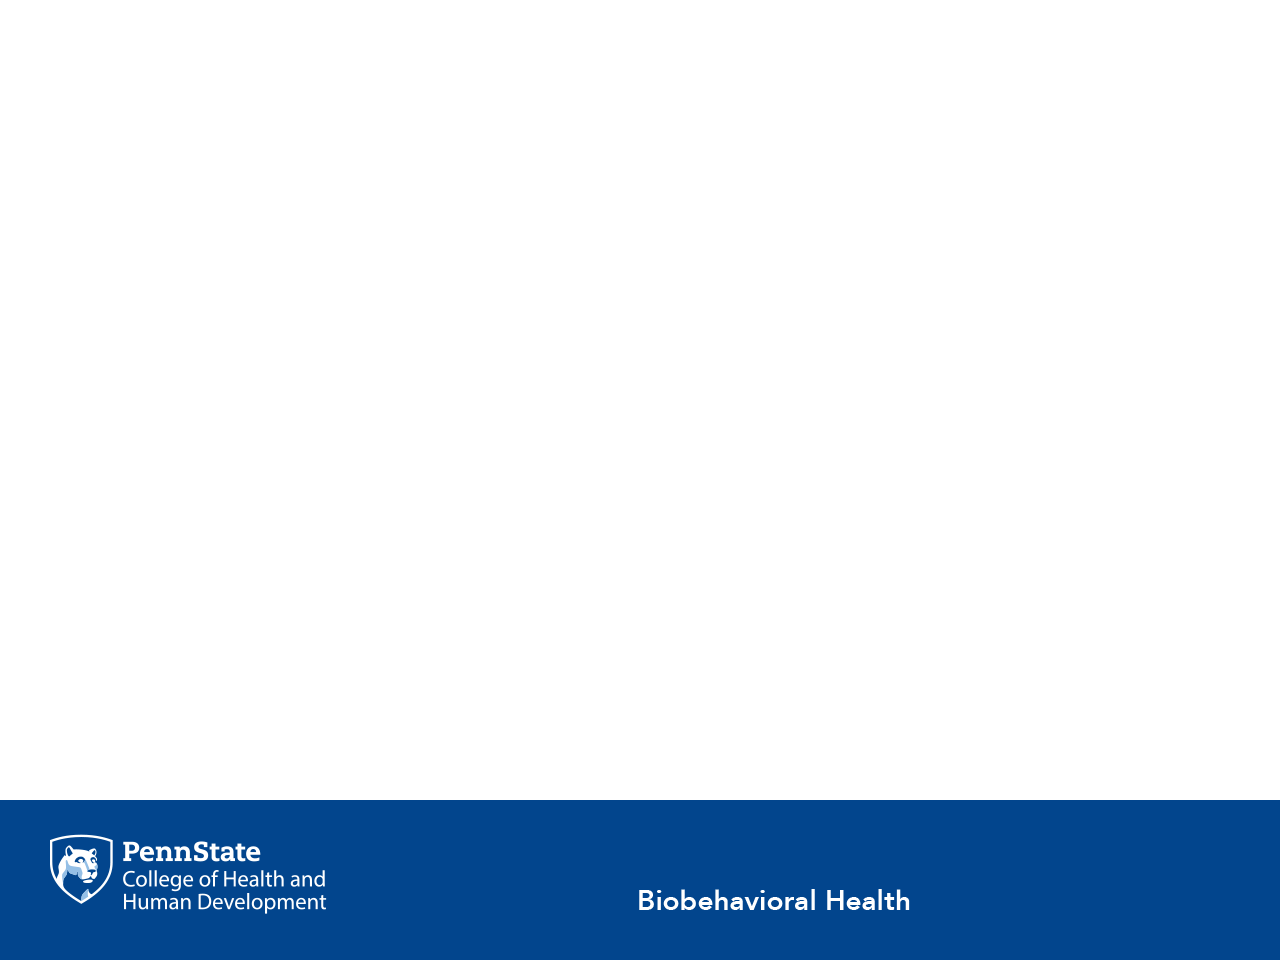 PennState
College of Health and
Human Development
Biobehavioral Health